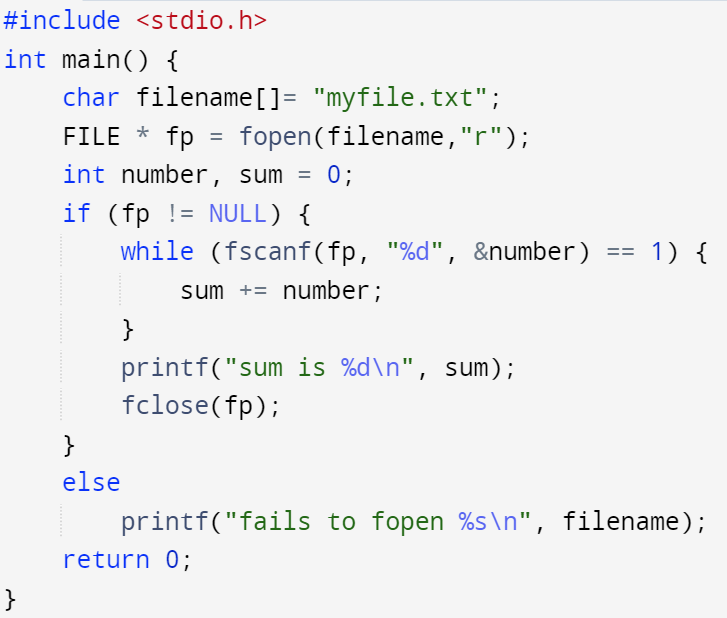 #include <stdio.h>
int main() {
    char filename[]= "myfile.txt";
    FILE * fp = fopen(filename,"r");
    int number, sum = 0;
    if (fp != NULL) {
        while (fscanf(fp, "%d", &number) == 1) {
            sum += number;
        }
        printf("sum is %d\n", sum);
        fclose(fp);
    }
    else
        printf("fails to fopen %s\n", filename);
    return 0;
}